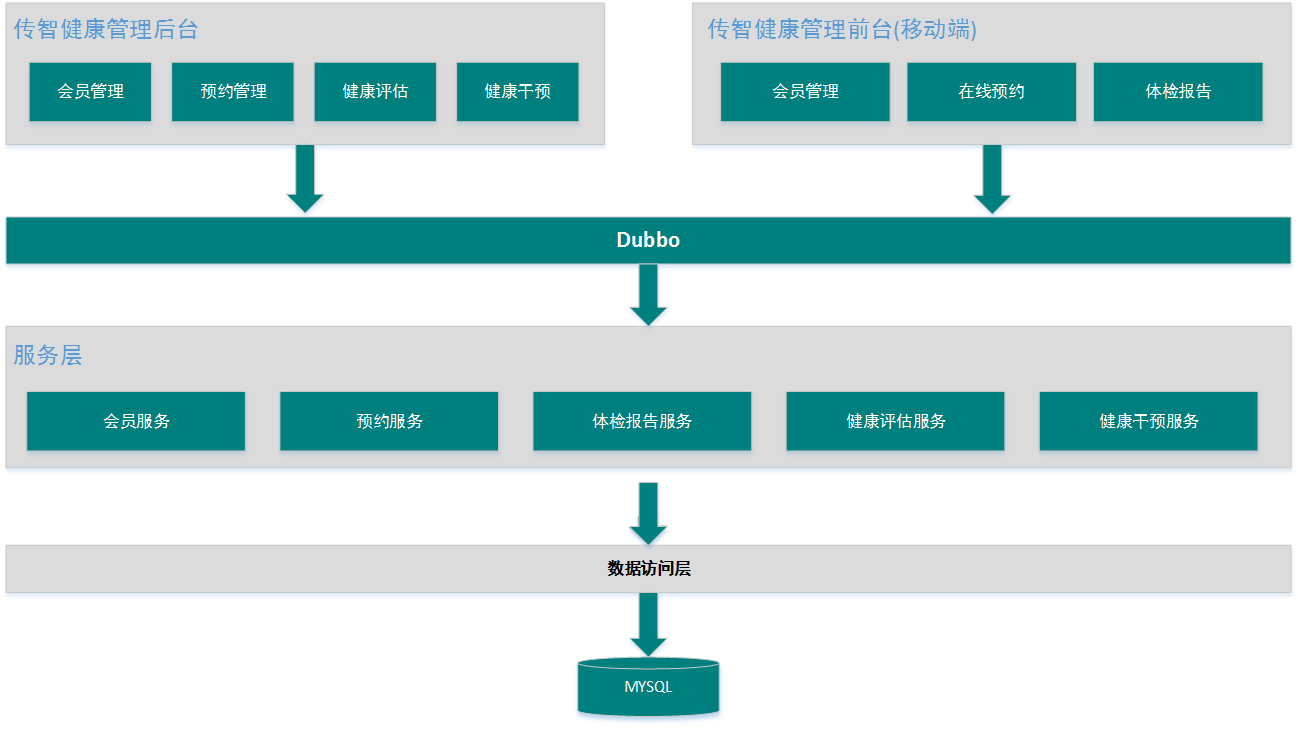 传智健康管理后台
会员管理
预约管理
健康评估
健康干预
传智健康管理前台(移动端)
会员管理
在线预约
体检报告
Dubbo
服务层
会员服务
预约服务
体检报告服务
健康评估服务
健康干预服务
数据访问层
MYSQL